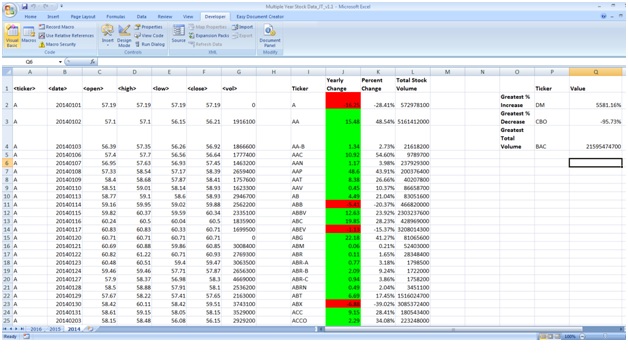 Multiple Year Stock Data_JT_v1.2 - Microsoft Excel
Home Insert Page Layout Formulas Data Review View Developer Easy Document Creator
Visual Basic Macros Record Macro Use Relative References Macro Security
Insert Design Mode Properties View Code Run Dialog
Source Map Properties Expansion Packs Refresh Data Import Export
Document Panel
Code Controls XML Modify
Q8
A B C D E F G H I J K L M N O P Q
1 <ticker> <date> <open> <high> <low> <close> <vol> Ticker Yearly Change Percent Change Total Stock Volume Ticker Value
2 A 20140101 57.19 57.19 57.19 57.19 0 A -28.41% 572978100 Greatest % Increase DM 5581.16%
3 A 20140102 57.1 57.1 56.15 56.21 1916100 AA 15.48 48.54% 5161412000 Greatest % Decrease CBO -95.73%
4 A 20140103 56.39 57.35 56.26 56.92 1866600 AA-B 1.34 2.73% 21618200 Greatest Total Volume BAC 21595474700
5 A 20140106 57.4 57.7 56.56 56.64 1777400 AAC 10.92 54.60% 9789700
6 A 20140107 56.95 57.63 56.93 57.45 1463200 AAN 1.17 3.98% 237929300
7 A 20140108 57.33 58.54 57.17 58.39 2659400 AAP 48.6 43.91% 200376400
8 A 20140109 58.4 58.68 57.87 58.41 1757600 AAT 8.38 26.66% 40207800
9 A 20140110 58.51 59.01 58.14 58.93 1623300 AAV 0.45 10.37% 86658700
10 A 20140113 58.77 59.1 58.6 58.93 2946700 AB 4.49 21.04% 83051600
11 A 20140114 59.16 59.95 59.02 59.88 2562200 ABB -20.37% 466820000
12 A 20140115 59.82 60.37 59.59 60.34 2335100 ABBV 12.63 23.92% 2303237600
13 A 20140116 60.24 60.5 60.04 60.5 1835900 ABC 19.85 28.23% 428969000
14 A 20140117 60.83 60.83 60.33 60.71 1699500 ABEV -15.37% 3208014300
15 A 20140120 60.71 60.71 60.71 60.71 0 ABG 22.18 41.27% 81065600
16 A 20140121 60.69 60.88 59.86 60.85 3008400 ABM 0.06 0.21% 52403000
17 A 20140122 60.82 61.22 60.71 60.93 2769300 ABR 0.11 1.65% 28348400
18 A 20140123 60.48 60.51 59.4 59.47 3065500 ABR-A 0.77 3.18% 1798500
19 A 20140124 59.46 59.46 57.71 57.87 2656300 ABR-B 2.09 9.24% 1722000
20 A 20140127 57.9 58.37 56.98 58.3 4669000 ABR-C 0.94 3.86% 1758200
21 A 20140128 58.5 58.88 57.91 58.1 2536200 ABRN 0.49 2.04% 3451100
22 A 20140129 57.67 58.22 57.41 57.65 2163300 ABT 6.69 17.45% 1516024700
23 A 20140130 58.42 60.11 58.42 59.51 3743100 ABX -39.02% 3085372400
24 A 20140131 58.61 59.15 58.05 58.15 3529000 ACC 9.15 28.41% 180543400
25 A 20140203 58.15 58.48 56.08 56.15 2929200 ACCO 2.29 34.08% 223248000
2016 2015 2014
Ready 100%